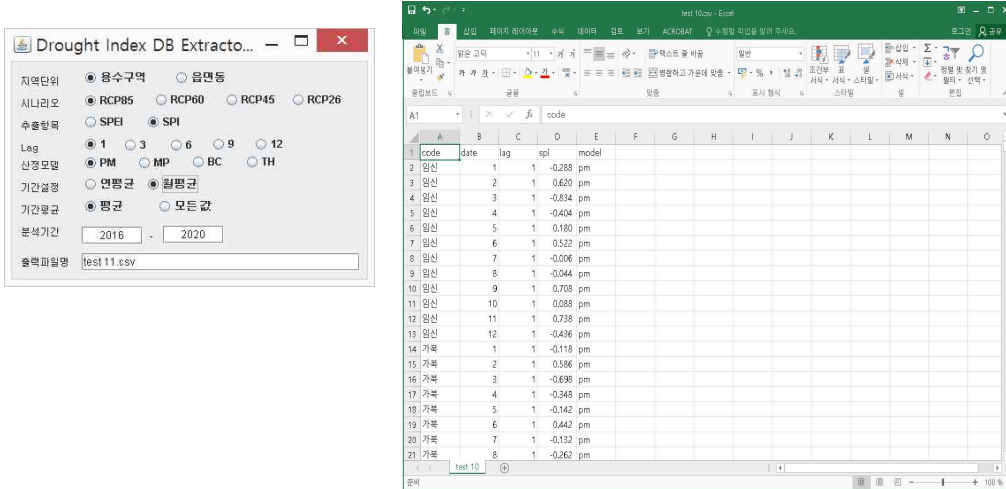 Drought Index DB Extracto...
지역단위 용수구역 읍면동
시나리오 RCP85 RCP60 RCP45 RCP26
추출항목 SPEI SPI
Lag 1 3 6 9 12
산정모델 PM MP BC TH
기간설정 연평균 월평균
기간평균 평균 모든 값
분석기간 2016 - 2020
출력파일명 test 11.csv
test 10.csv - Excel
파일 홈 삽입 페이지 레이아웃 수식 데이터 검토 보기 ACROBAT 수행할 작업을 알려 주세요. 로그인 공유
맑은 고딕 11 가 가 텍스트 줄 바꿈 일반 삽입
붙여넣기 가 가 가 병합하고 가운데 맞춤 % , 조건부 서식 표 서식 셀 스타일 삭제 서식 정렬 및 필터 찾기 및 선택
클립보드 글꼴 맞춤 표시 형식 스타일 셀 편집
A1 fx code
A B C D E F G H I J K L M N O
1 code date lag spi model
2 임신 1 1 -0.288 pm
3 임신 2 1 0.620 pm
4 임신 3 1 -0.834 pm
5 임신 4 1 -0.404 pm
6 임신 5 1 0.180 pm
7 임신 6 1 0.522 pm
8 임신 7 1 -0.006 pm
9 임신 8 1 -0.044 pm
10 임신 9 1 0.708 pm
11 임신 10 1 0.088 pm
12 임신 11 1 0.738 pm
13 임신 12 1 -0.436 pm
14 가북 1 1 -0.118 pm
15 가북 2 1 0.586 pm
16 가북 3 1 -0.698 pm
17 가북 4 1 -0.348 pm
18 가북 5 1 -0.142 pm
19 가북 6 1 0.442 pm
20 가북 7 1 -0.132 pm
21 가북 8 1 -0.262 pm
test 10
준비 100 %